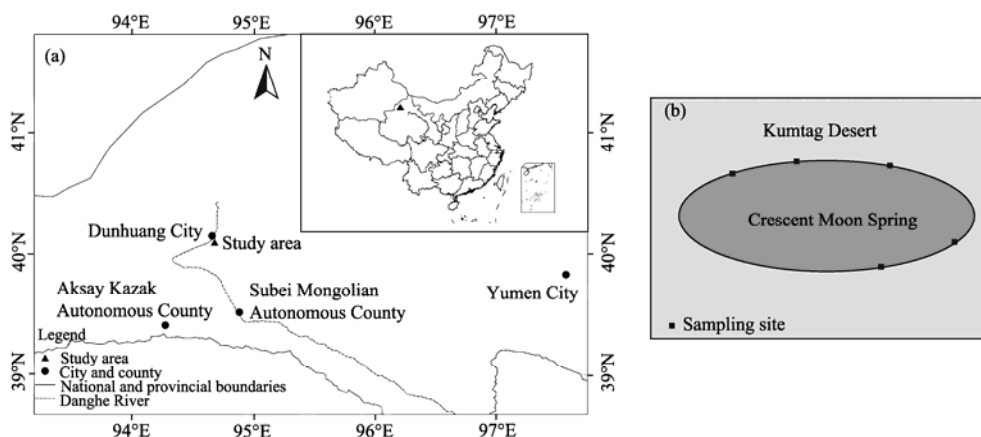 94°E 95°E 96°E 97°E
(a)
N
41°N
41°N
Dunhuang City
Study area
40°N
40°N
Aksay Kazak
Autonomous County
Subei Mongolian
Autonomous County
Yumen City
Legend
Study area
City and county
National and provincial boundaries
Danghe River
39°N
39°N
94°E 95°E 96°E 97°E
(b)
Kumtag Desert
Crescent Moon Spring
Sampling site